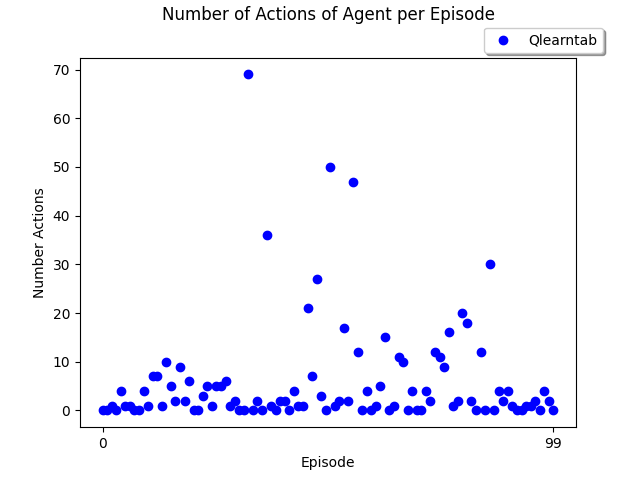 Number of Actions of Agent per Episode
Qlearntab
70
60
50
40
30
20
10
0
Number Actions
0 99
Episode